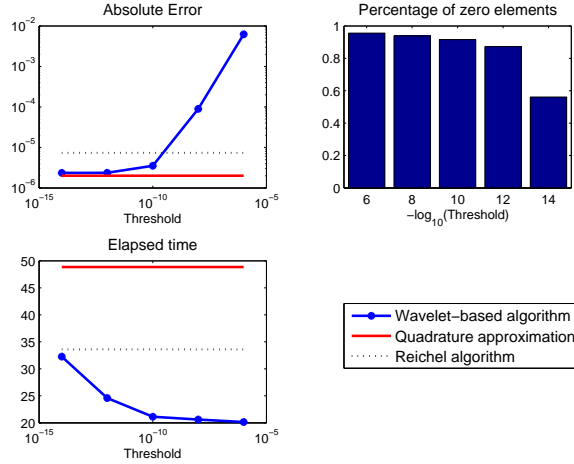 Absolute Error
10^−2
10^−3
10^−4
10^−5
10^−6
10^−15
10^−10
10^−5
Threshold
Percentage of zero elements
1
0.8
0.6
0.4
0.2
0
6 8 10 12 14
−log_10(Threshold)
Elapsed time
50
45
40
35
30
25
20
10^−15
10^−10
10^−5
Threshold
Wavelet−based algorithm
Quadrature approximation
Reichel algorithm